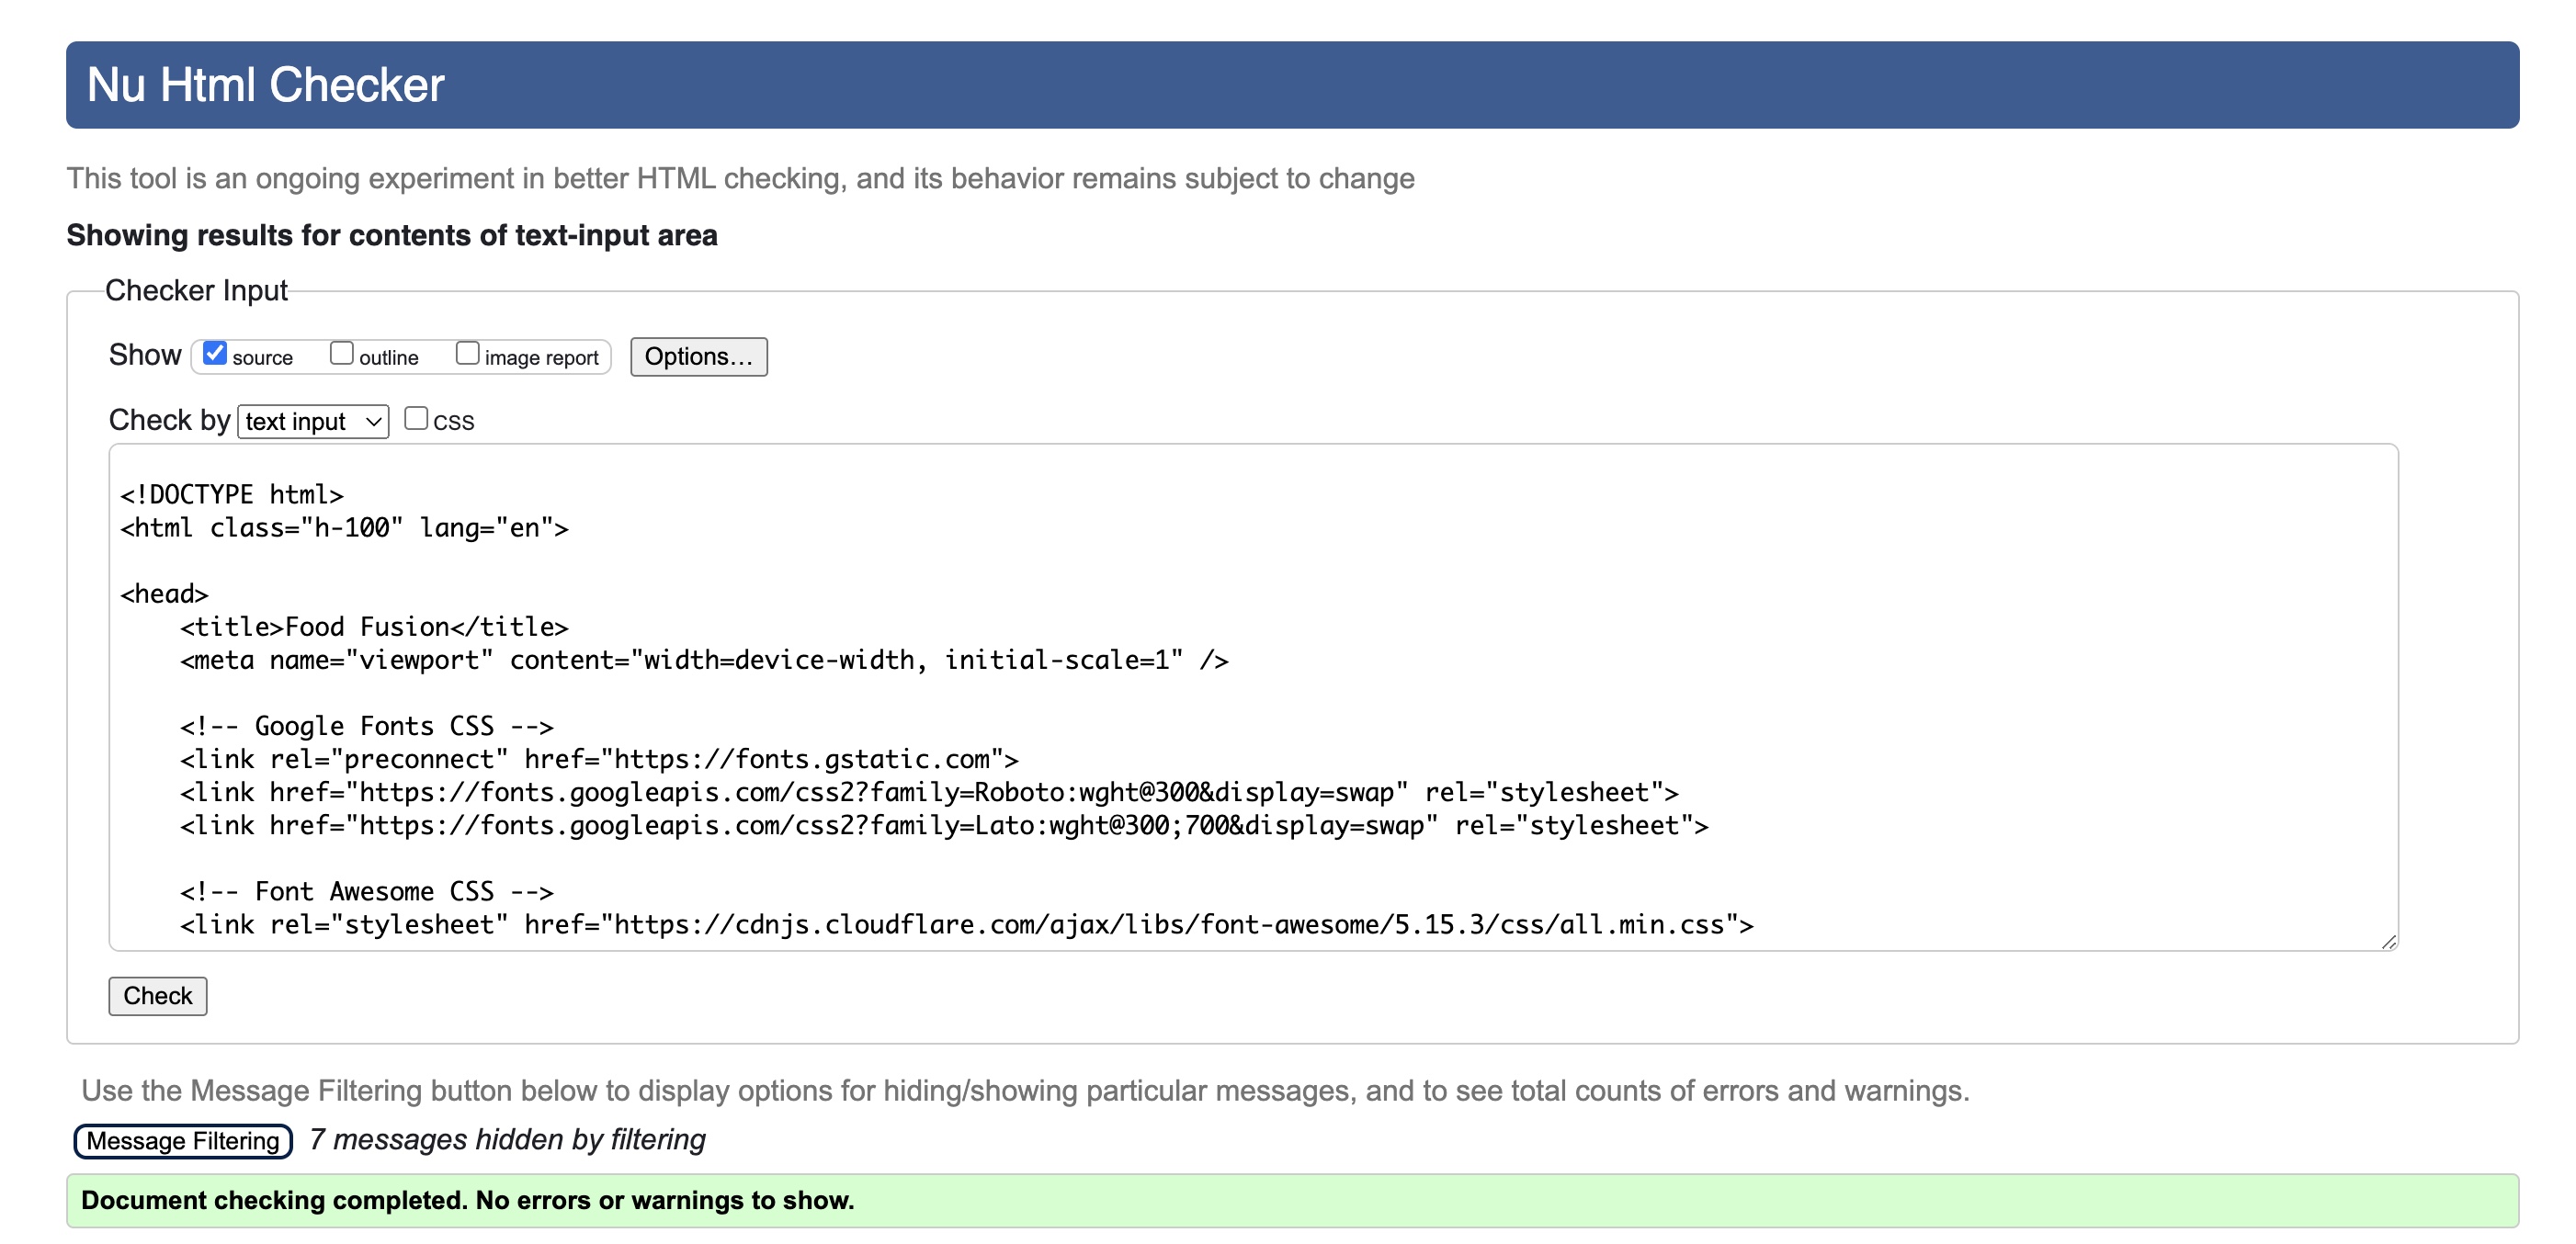 Nu Html Checker
This tool is an ongoing experiment in better HTML checking, and its behavior remains subject to change
Showing results for contents of text-input area
Checker Input
Show source outline image report Options...
Check by text input css
<!DOCTYPE html>
<html class="h-100" lang="en">
<head>
    <title>Food Fusion</title>
    <meta name="viewport" content="width=device-width, initial-scale=1" />
    <!-- Google Fonts CSS -->
    <link rel="preconnect" href="https://fonts.gstatic.com">
    <link href="https://fonts.googleapis.com/css2?family=Roboto:wght@300&display=swap" rel="stylesheet">
    <link href="https://fonts.googleapis.com/css2?family=Lato:wght@300;700&display=swap" rel="stylesheet">
    <!-- Font Awesome CSS -->
    <link rel="stylesheet" href="https://cdnjs.cloudflare.com/ajax/libs/font-awesome/5.15.3/css/all.min.css">
Check
Use the Message Filtering button below to display options for hiding/showing particular messages, and to see total counts of errors and warnings.
Message Filtering 7 messages hidden by filtering
Document checking completed. No errors or warnings to show.